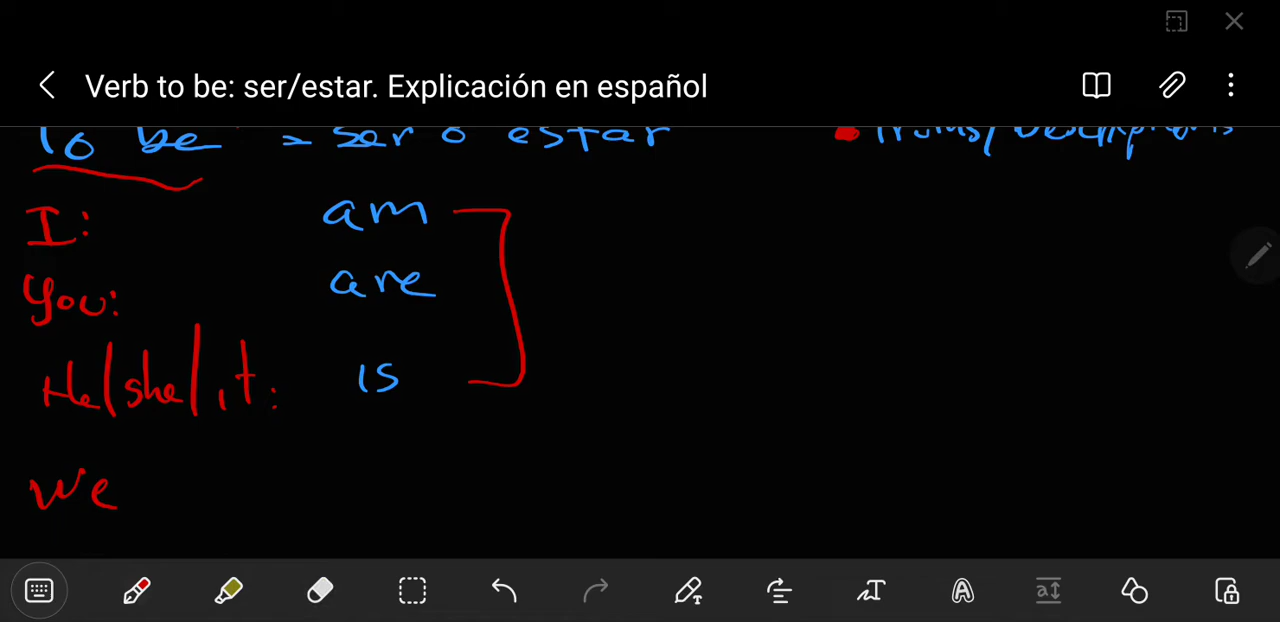 Verb to be: ser/estar. Explicación en español
To be = ser o estar
I: am
You: are
He/she/it: is
We